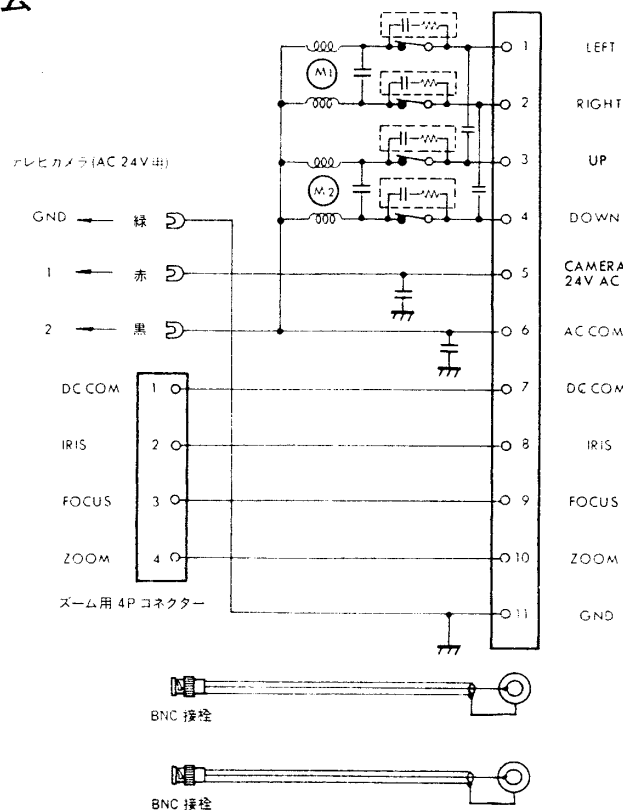 ム
1 LEFT
M1
2 RIGHT
テレビカメラ(AC 24V用)
3 UP
M2
GND 緑 4 DOWN
1 赤 5 CAMERA
24V AC
2 黒 6 AC COM
DC COM 1 7 DC COM
IRIS 2 8 IRIS
FOCUS 3 9 FOCUS
ZOOM 4 10 ZOOM
ズーム用 4P コネクター
11 GND
BNC 接栓
BNC 接栓